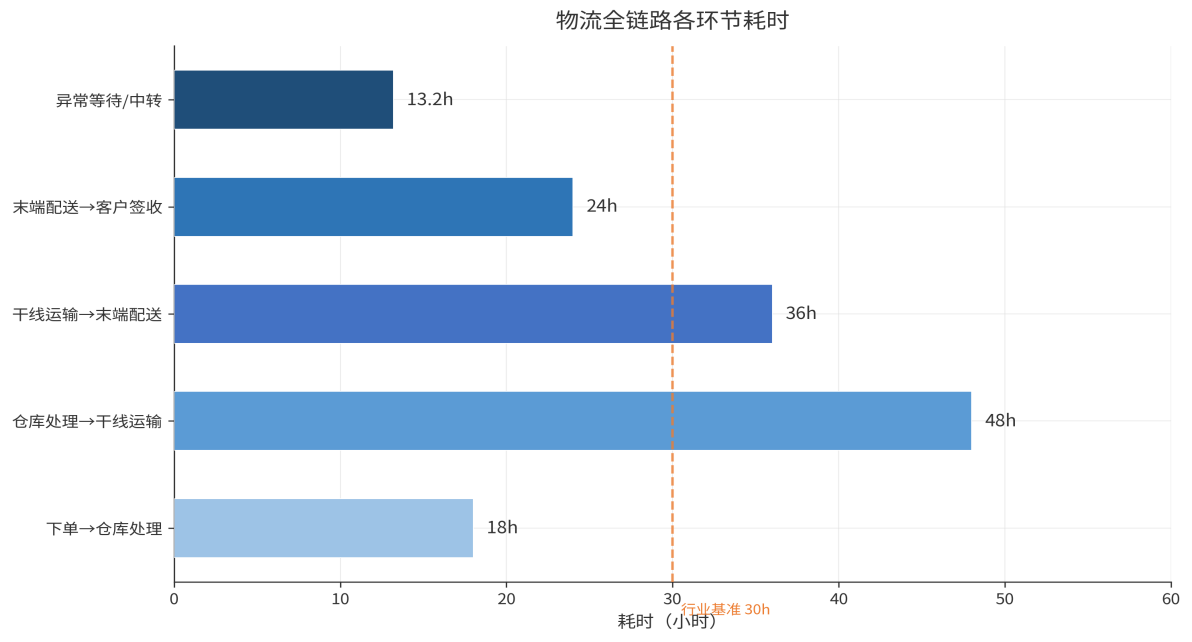 物流全链路各环节耗时
异常等待/中转
13.2h
末端配送→客户签收
24h
干线运输→末端配送
36h
仓库处理→干线运输
48h
下单→仓库处理
18h
0 10 20 30 40 50 60
行业基准 30h
耗时（小时）